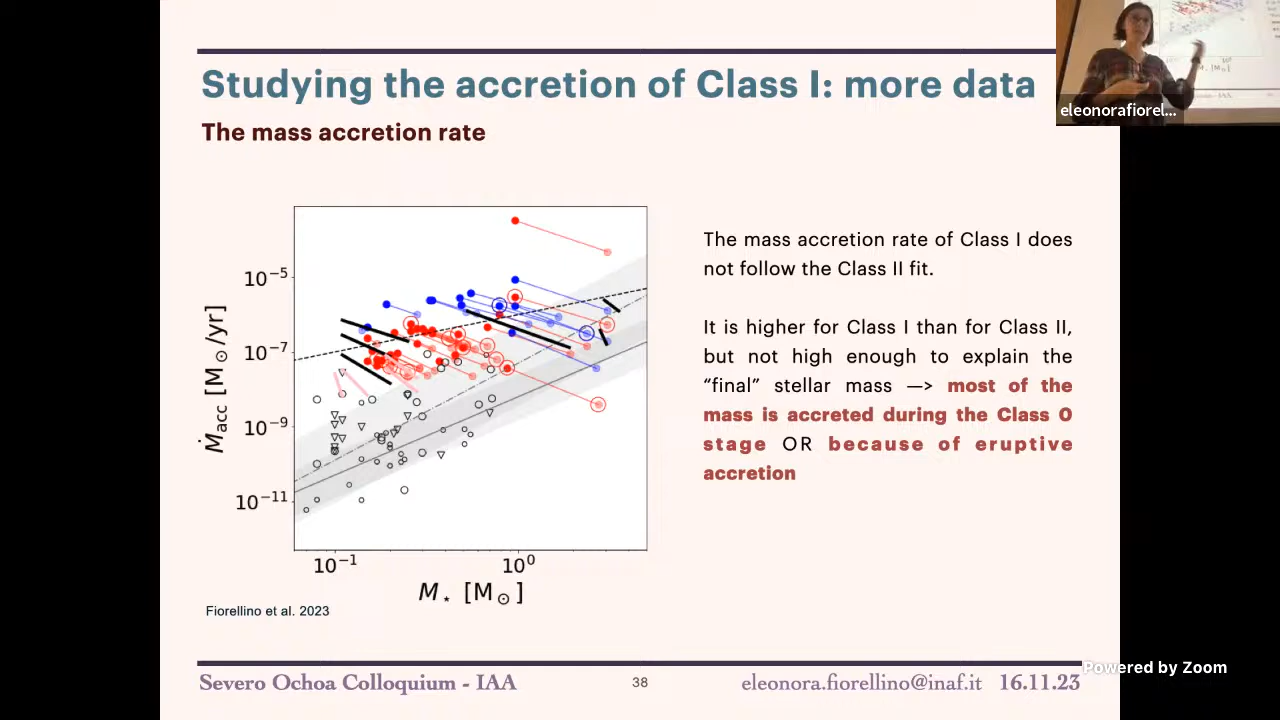 Studying the accretion of Class I: more data
eleonorafiorel...
The mass accretion rate
The mass accretion rate of Class I does
not follow the Class II fit.
It is higher for Class I than for Class II,
but not high enough to explain the
“final” stellar mass —> most of the
mass is accreted during the Class 0
stage OR because of eruptive
accretion
Ṁacc [M⊙/yr]
10⁻⁵
10⁻⁷
10⁻⁹
10⁻¹¹
10⁻¹ 10⁰
M⋆ [M⊙]
Fiorellino et al. 2023
Powered by Zoom
Severo Ochoa Colloquium - IAA 38 eleonora.fiorellino@inaf.it 16.11.23